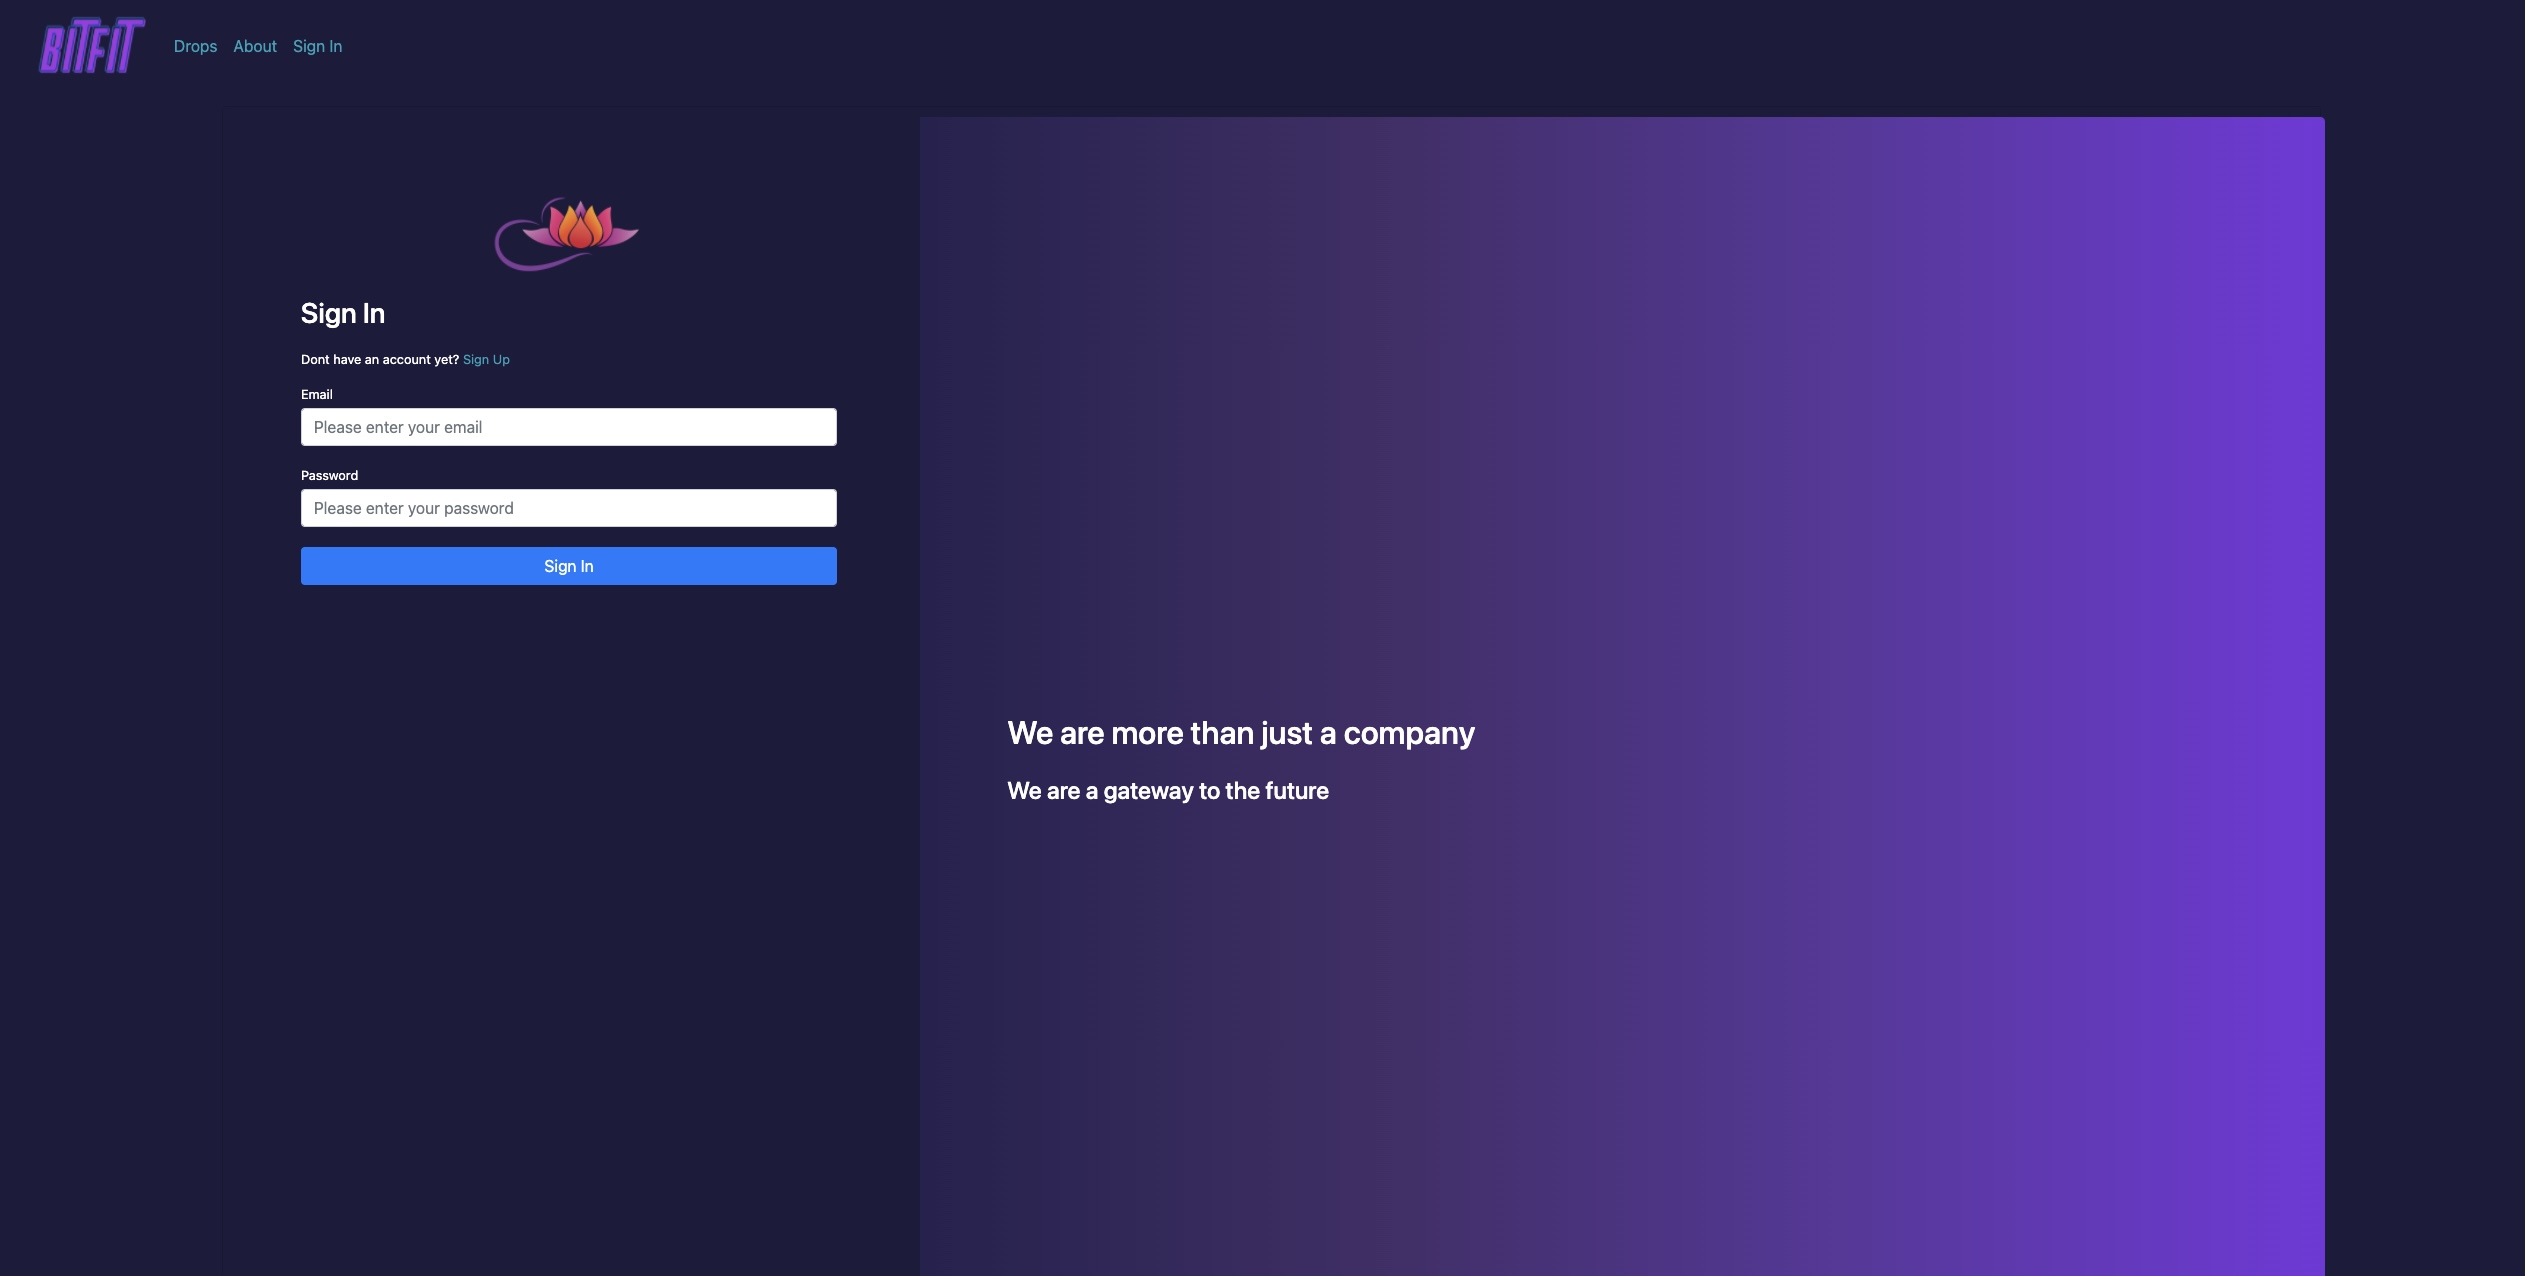 BITFIT
Drops About Sign In
Sign In
Dont have an account yet? Sign Up
Email
Please enter your email
Password
Please enter your password
Sign In
We are more than just a company
We are a gateway to the future